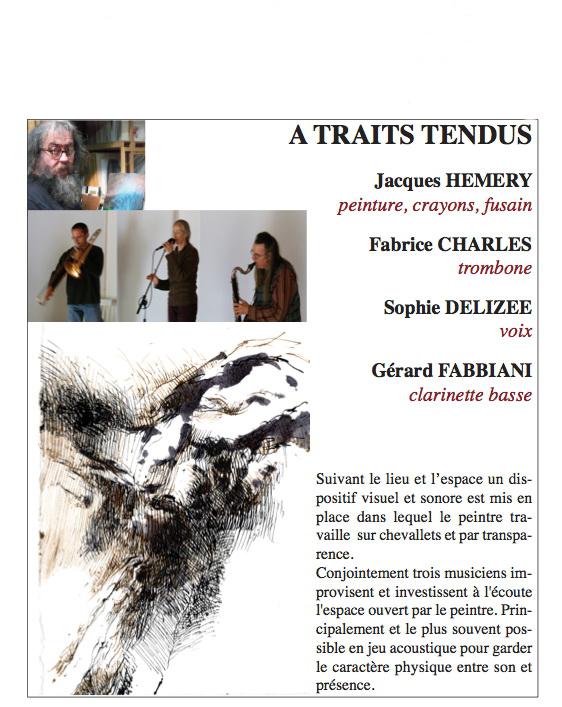 A TRAITS TENDUS
Jacques HEMERY
peinture, crayons, fusain
Fabrice CHARLES
trombone
Sophie DELIZEE
voix
Gérard FABBIANI
clarinette basse
Suivant le lieu et l’espace un dis-
positif visuel et sonore est mis en
place dans lequel le peintre tra-
vaille sur chevallets et par transpa-
rence.
Conjointement trois musiciens im-
provisent et investissent à l'écoute
l'espace ouvert par le peintre. Prin-
cipalement et le plus souvent pos-
sible en jeu acoustique pour garder
le caractère physique entre son et
présence.